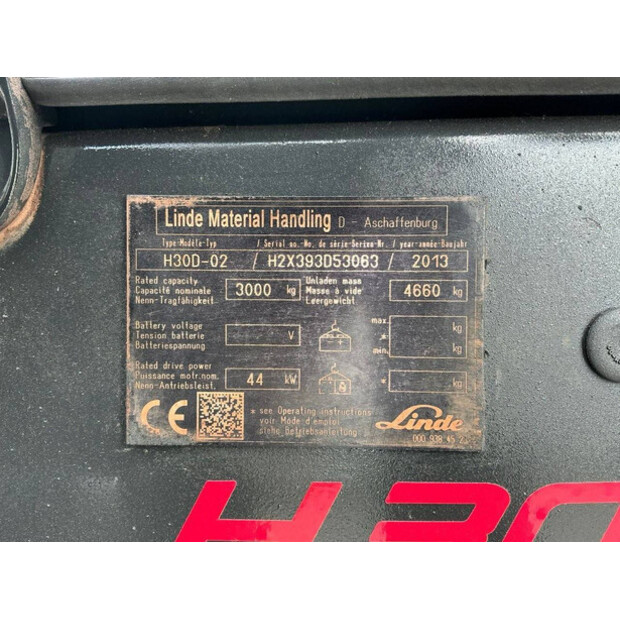 Linde Material Handling D - Aschaffenburg
Type-Modèle-Typ / Serial no.-No. de série-Serien-Nr. / year-année-Baujahr
H30D-02 / H2X393D53063 / 2013
Rated capacity
Capacité nominale
Nenn-Tragfähigkeit
3000 kg
Unladen mass
Masse à vide
Leergewicht
4660 kg
Battery voltage
Tension batterie
Batteriespannung
V
max. kg
*
min. kg
Rated drive power
Puissance motr.nom.
Nenn-Antriebsleist.
44 kW
* kg
CE
* see Operating instructions
voir Mode d'emploi
siehe Betriebsanleitung
Linde
000 938 45
H30